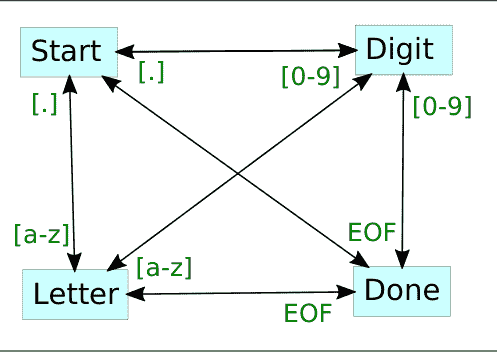 Start
Digit
[.]
[0-9]
[.]
[0-9]
[a-z]
EOF
[a-z]
Letter
Done
EOF